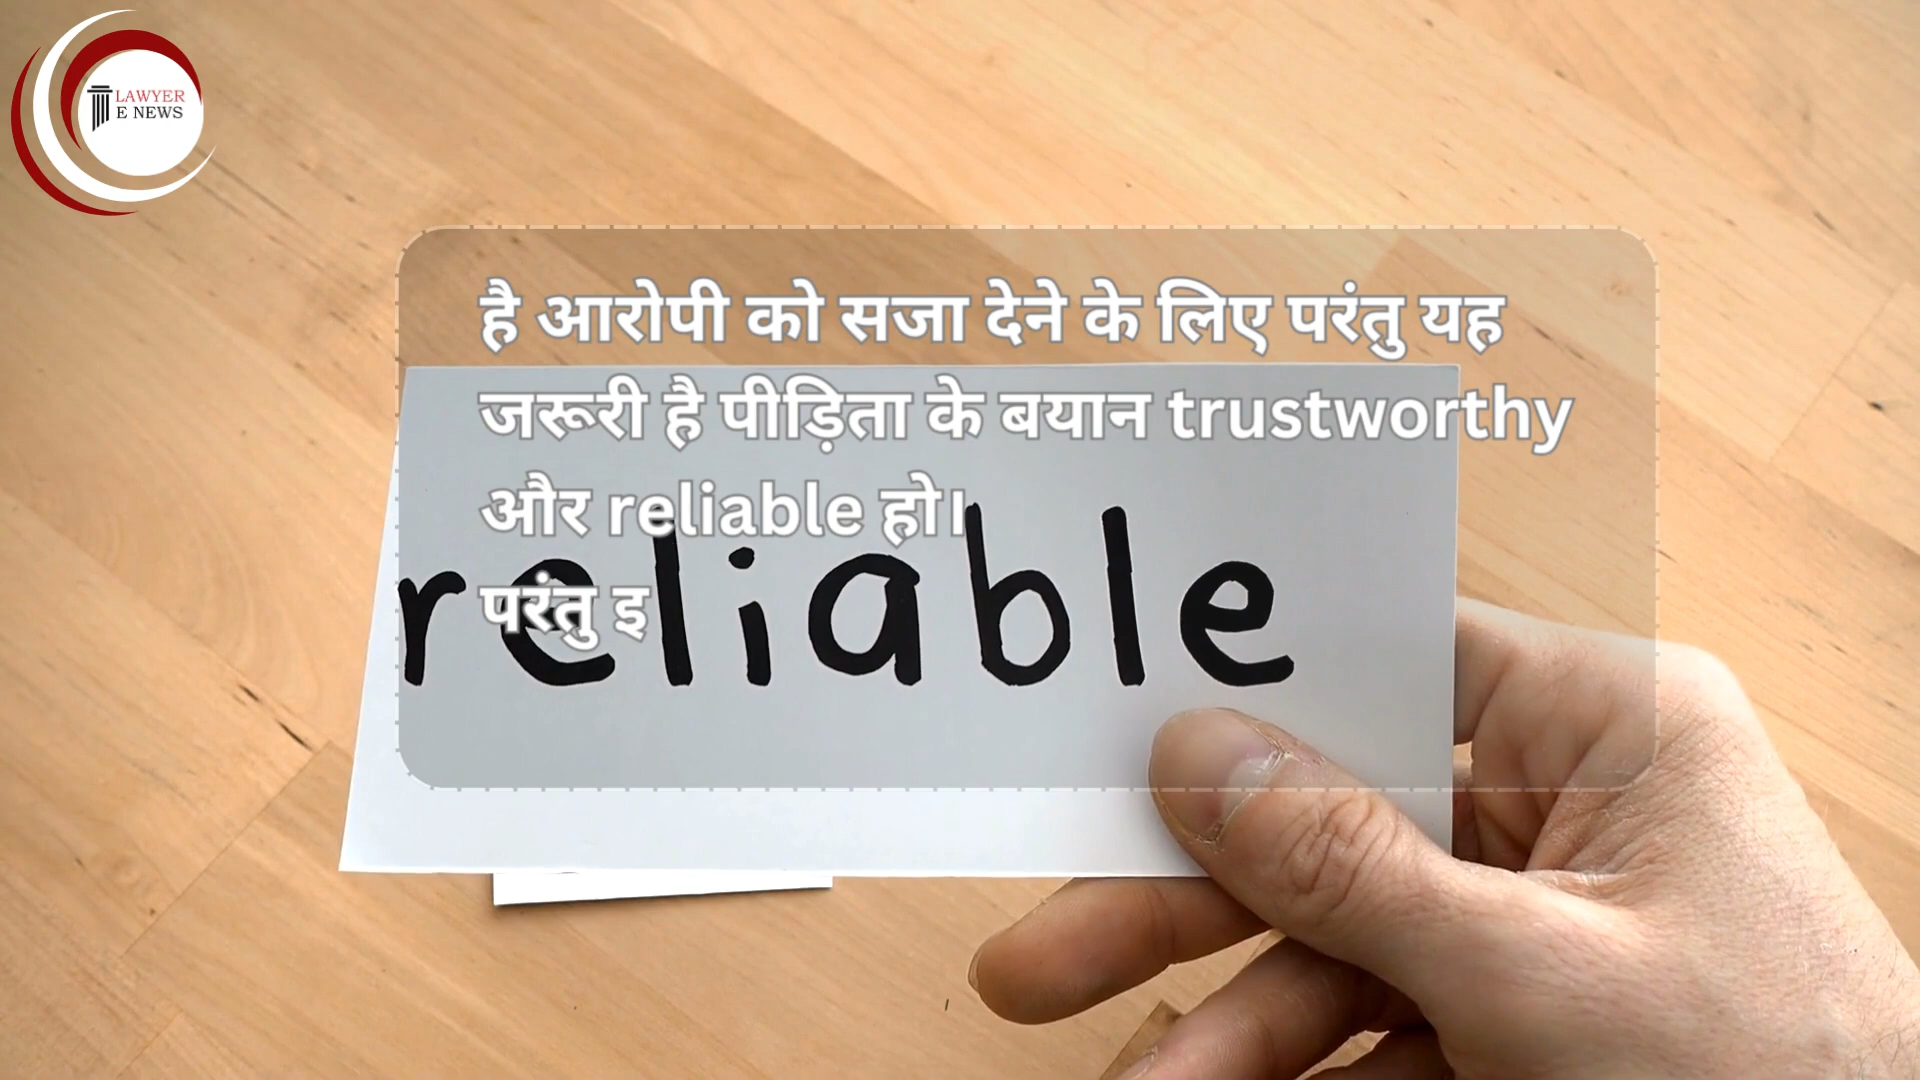 LAWYER
E NEWS
है आरोपी को सजा देने के लिए परंतु यह
जरूरी है पीड़िता के बयान trustworthy
और reliable हो।
परंतु इ
reliable